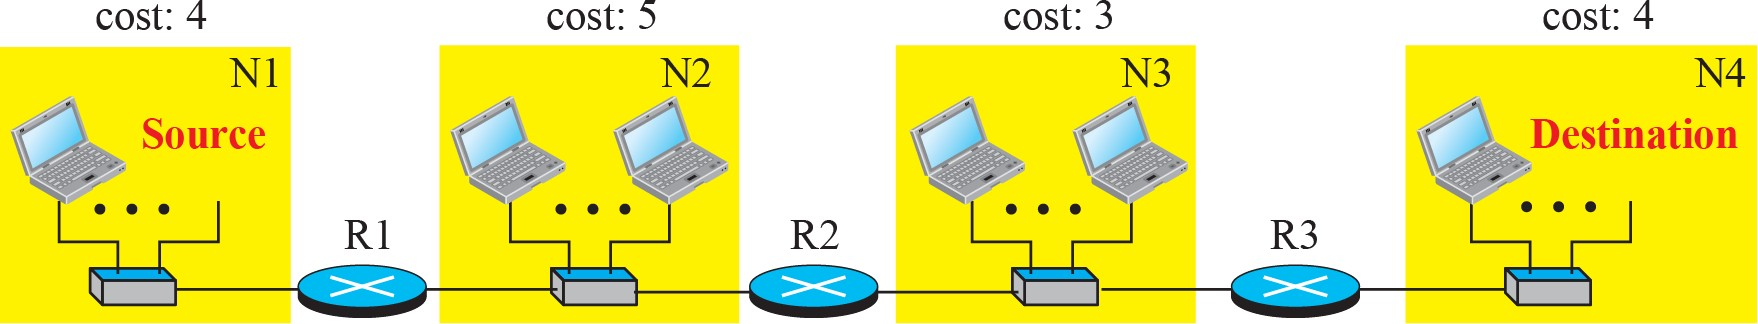 cost: 4
cost: 5
cost: 3
cost: 4
N1
N2
N3
N4
Source
Destination
R1
R2
R3